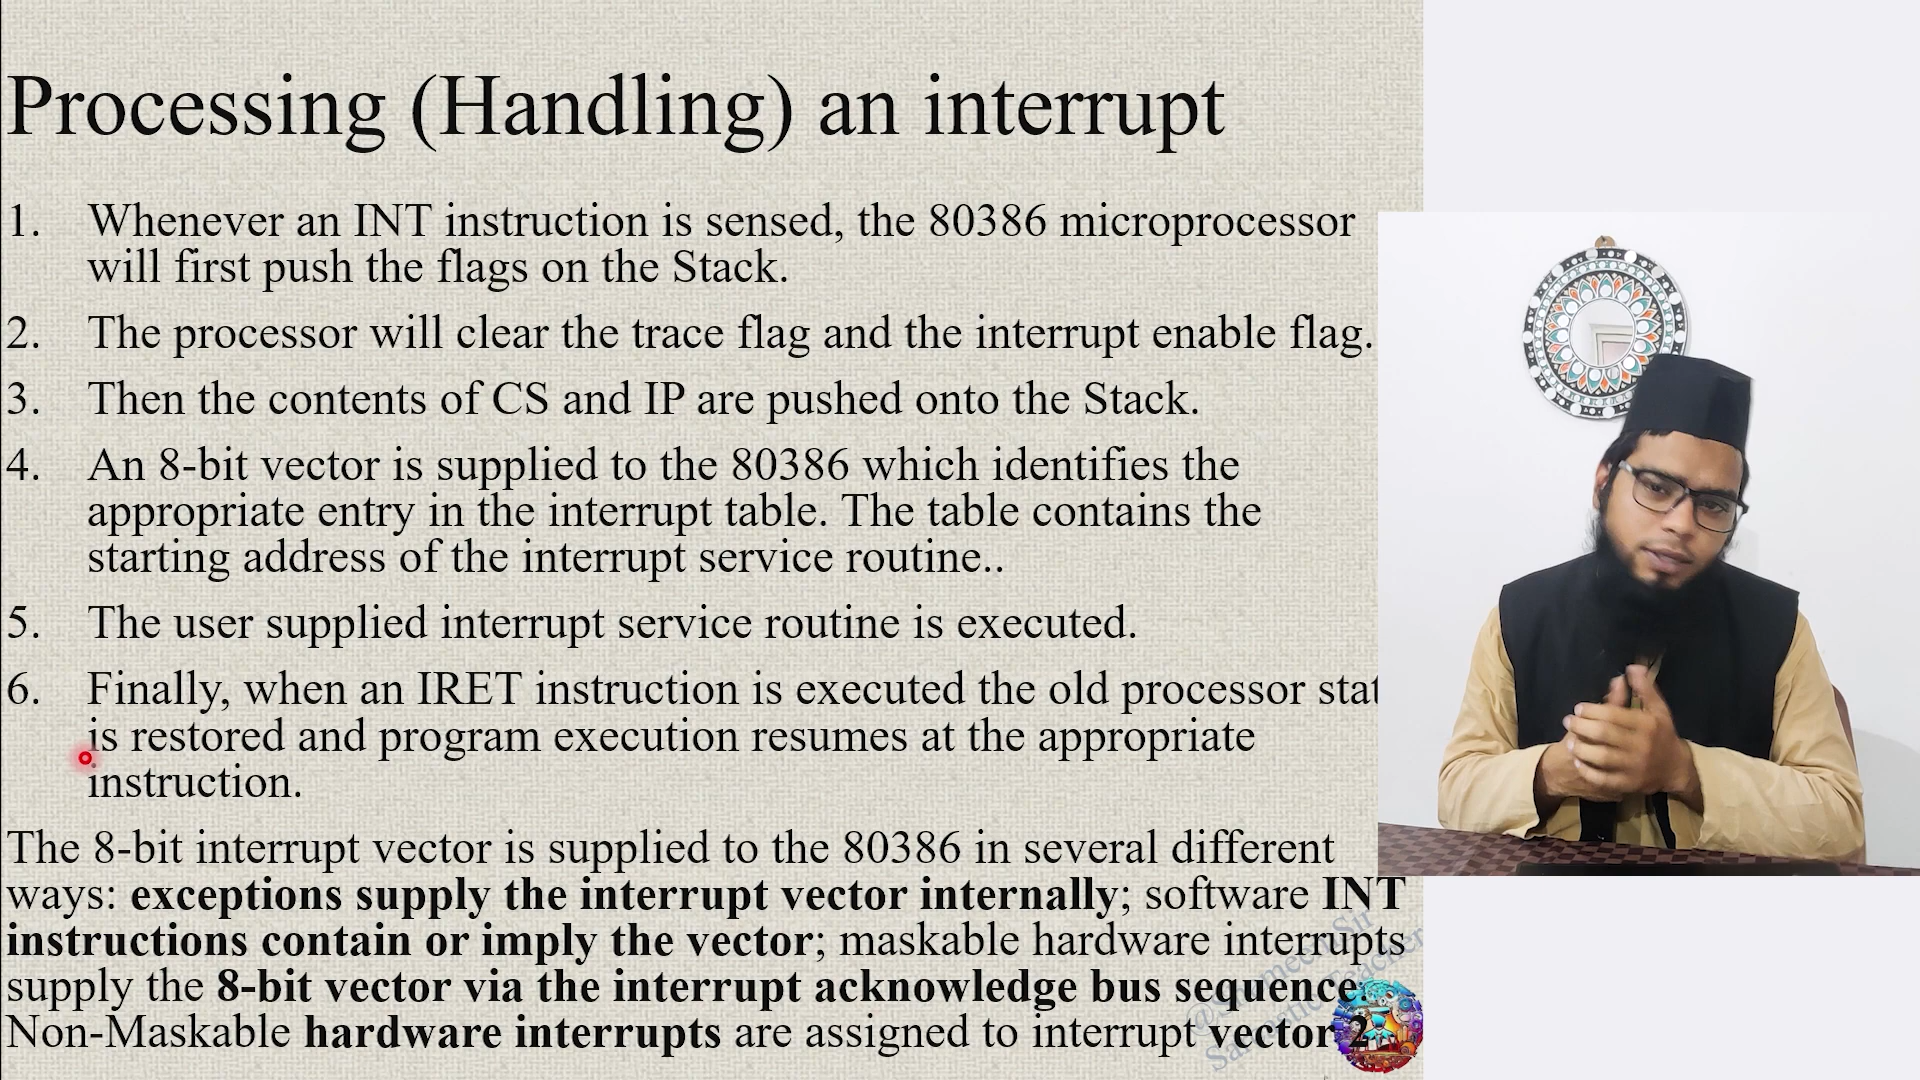 Processing (Handling) an interrupt
1. Whenever an INT instruction is sensed, the 80386 microprocessor
will first push the flags on the Stack.
2. The processor will clear the trace flag and the interrupt enable flag.
3. Then the contents of CS and IP are pushed onto the Stack.
4. An 8-bit vector is supplied to the 80386 which identifies the
appropriate entry in the interrupt table. The table contains the
starting address of the interrupt service routine..
5. The user supplied interrupt service routine is executed.
6. Finally, when an IRET instruction is executed the old processor stat
is restored and program execution resumes at the appropriate
instruction.
The 8-bit interrupt vector is supplied to the 80386 in several different
ways: exceptions supply the interrupt vector internally; software INT
instructions contain or imply the vector; maskable hardware interrupts
supply the 8-bit vector via the interrupt acknowledge bus sequence.
Non-Maskable hardware interrupts are assigned to interrupt vector 2